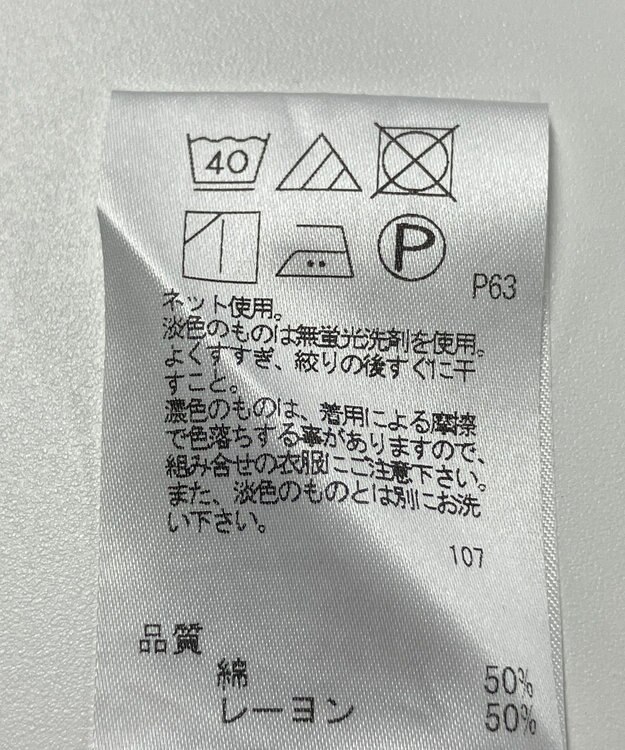 40
P
P63
ネット使用。
淡色のものは無蛍光洗剤を使用。
よくすすぎ、絞りの後すぐに干
すこと。
濃色のものは、着用による摩擦
で色落ちする事がありますので、
組み合せの衣服にご注意下さい。
また、淡色のものとは別にお洗
い下さい。
107
品質
綿 50%
レーヨン 50%